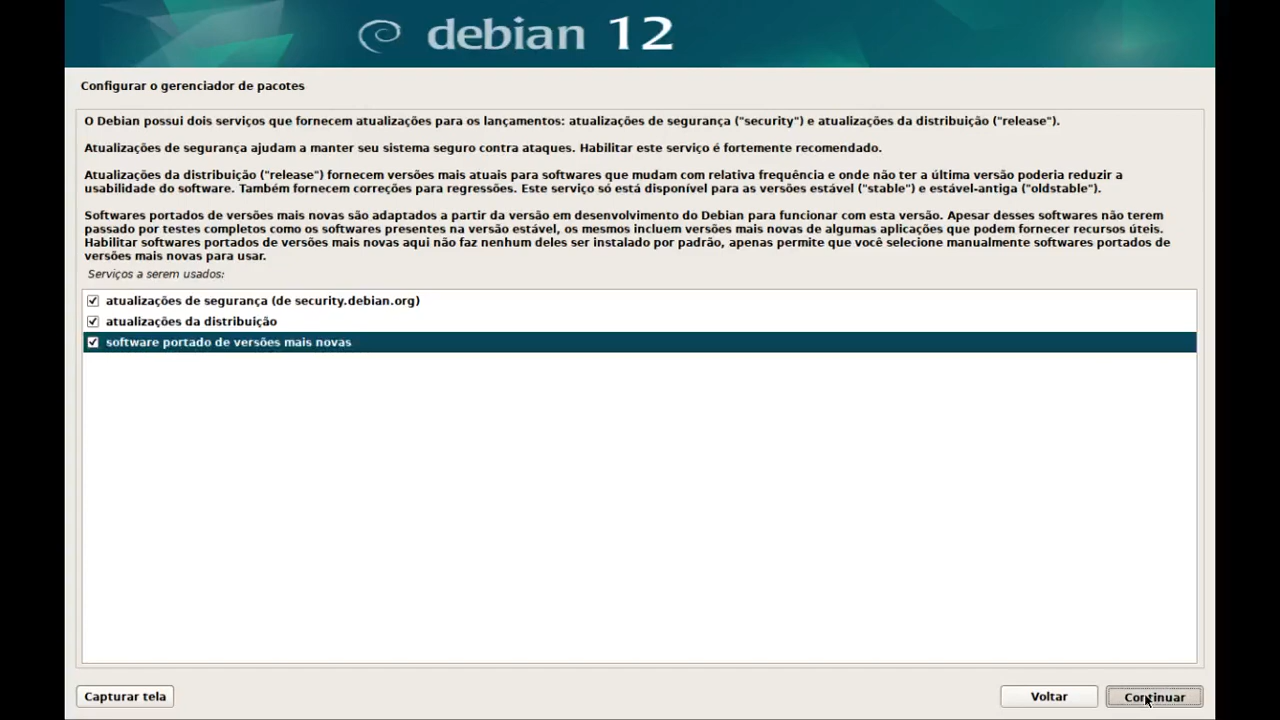 debian 12
Configurar o gerenciador de pacotes
O Debian possui dois serviços que fornecem atualizações para os lançamentos: atualizações de segurança ("security") e atualizações da distribuição ("release").
Atualizações de segurança ajudam a manter seu sistema seguro contra ataques. Habilitar este serviço é fortemente recomendado.
Atualizações da distribuição ("release") fornecem versões mais atuais para softwares que mudam com relativa frequência e onde não ter a última versão poderia reduzir a
usabilidade do software. Também fornecem correções para regressões. Este serviço só está disponível para as versões estável ("stable") e estável-antiga ("oldstable").
Softwares portados de versões mais novas são adaptados a partir da versão em desenvolvimento do Debian para funcionar com esta versão. Apesar desses softwares não terem
passado por testes completos como os softwares presentes na versão estável, os mesmos incluem versões mais novas de algumas aplicações que podem fornecer recursos úteis.
Habilitar softwares portados de versões mais novas aqui não faz nenhum deles ser instalado por padrão, apenas permite que você selecione manualmente softwares portados de
versões mais novas para usar.
Serviços a serem usados:
atualizações de segurança (de security.debian.org)
atualizações da distribuição
software portado de versões mais novas
Capturar tela
Voltar
Continuar